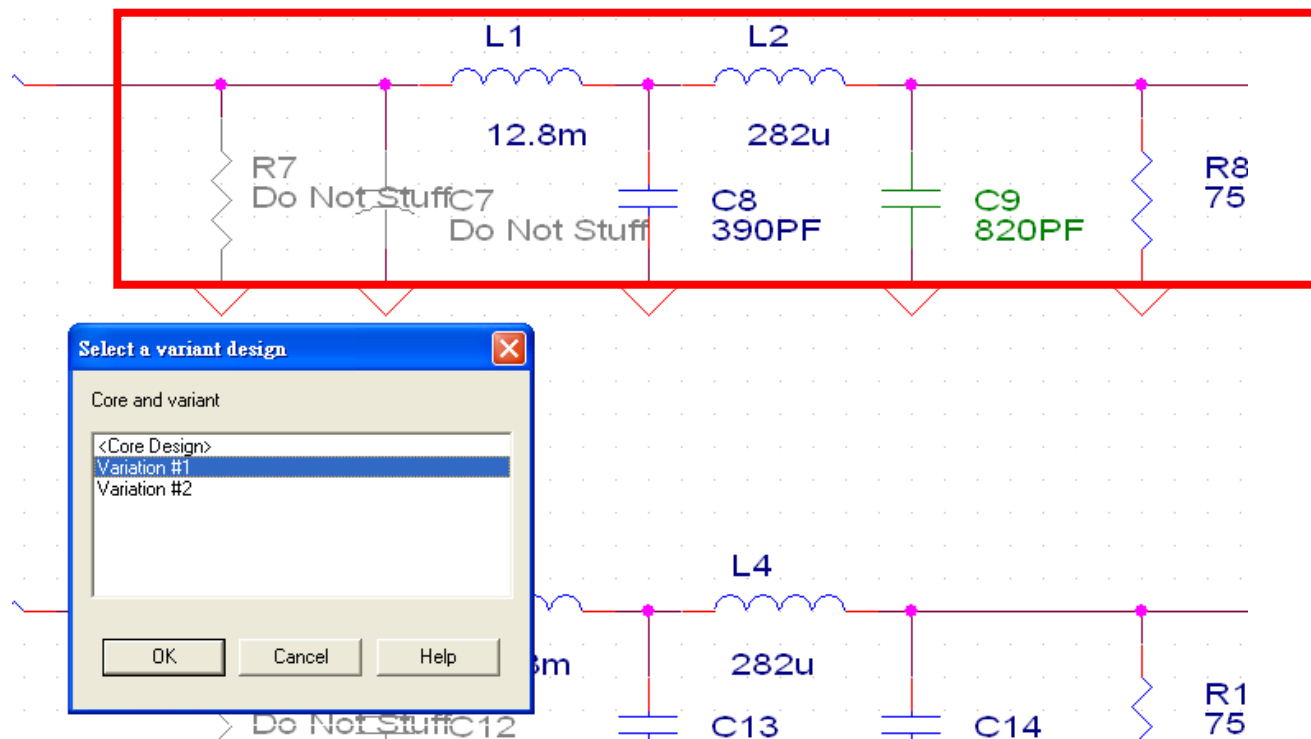 L1
L2
12.8m
282u
R7
Do Not Stuff
C7
Do Not Stuff
C8
390PF
C9
820PF
R8
75
Select a variant design
Core and variant
<Core Design>
Variation #1
Variation #2
OK
Cancel
Help
L4
282u
Do Not Stuff
C12
C13
C14
R1
75